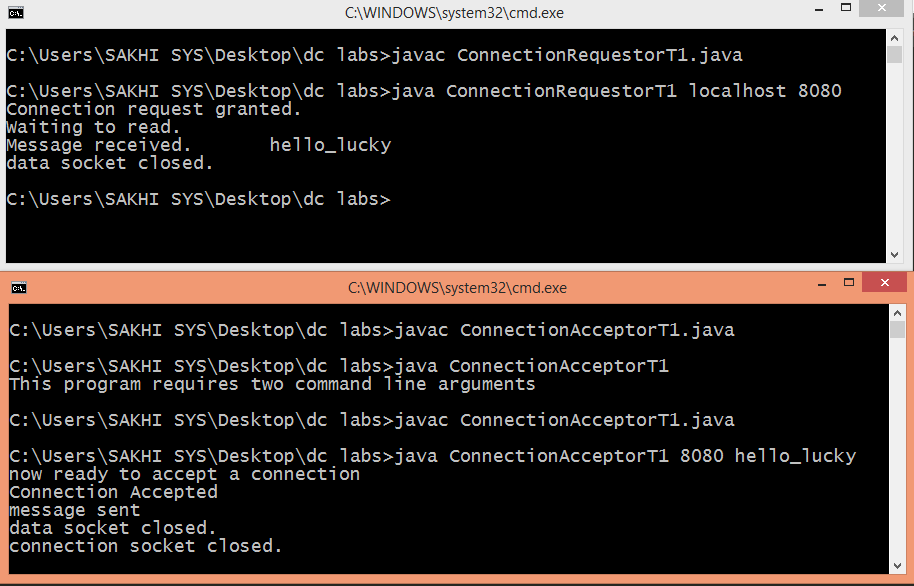 C:\WINDOWS\system32\cmd.exe
C:\Users\SAKHI SYS\Desktop\dc labs>javac ConnectionRequestorT1.java
C:\Users\SAKHI SYS\Desktop\dc labs>java ConnectionRequestorT1 localhost 8080
Connection request granted.
Waiting to read.
Message received.       hello_lucky
data socket closed.
C:\Users\SAKHI SYS\Desktop\dc labs>
C:\WINDOWS\system32\cmd.exe
C:\Users\SAKHI SYS\Desktop\dc labs>javac ConnectionAcceptorT1.java
C:\Users\SAKHI SYS\Desktop\dc labs>java ConnectionAcceptorT1
This program requires two command line arguments
C:\Users\SAKHI SYS\Desktop\dc labs>javac ConnectionAcceptorT1.java
C:\Users\SAKHI SYS\Desktop\dc labs>java ConnectionAcceptorT1 8080 hello_lucky
now ready to accept a connection
Connection Accepted
message sent
data socket closed.
connection socket closed.